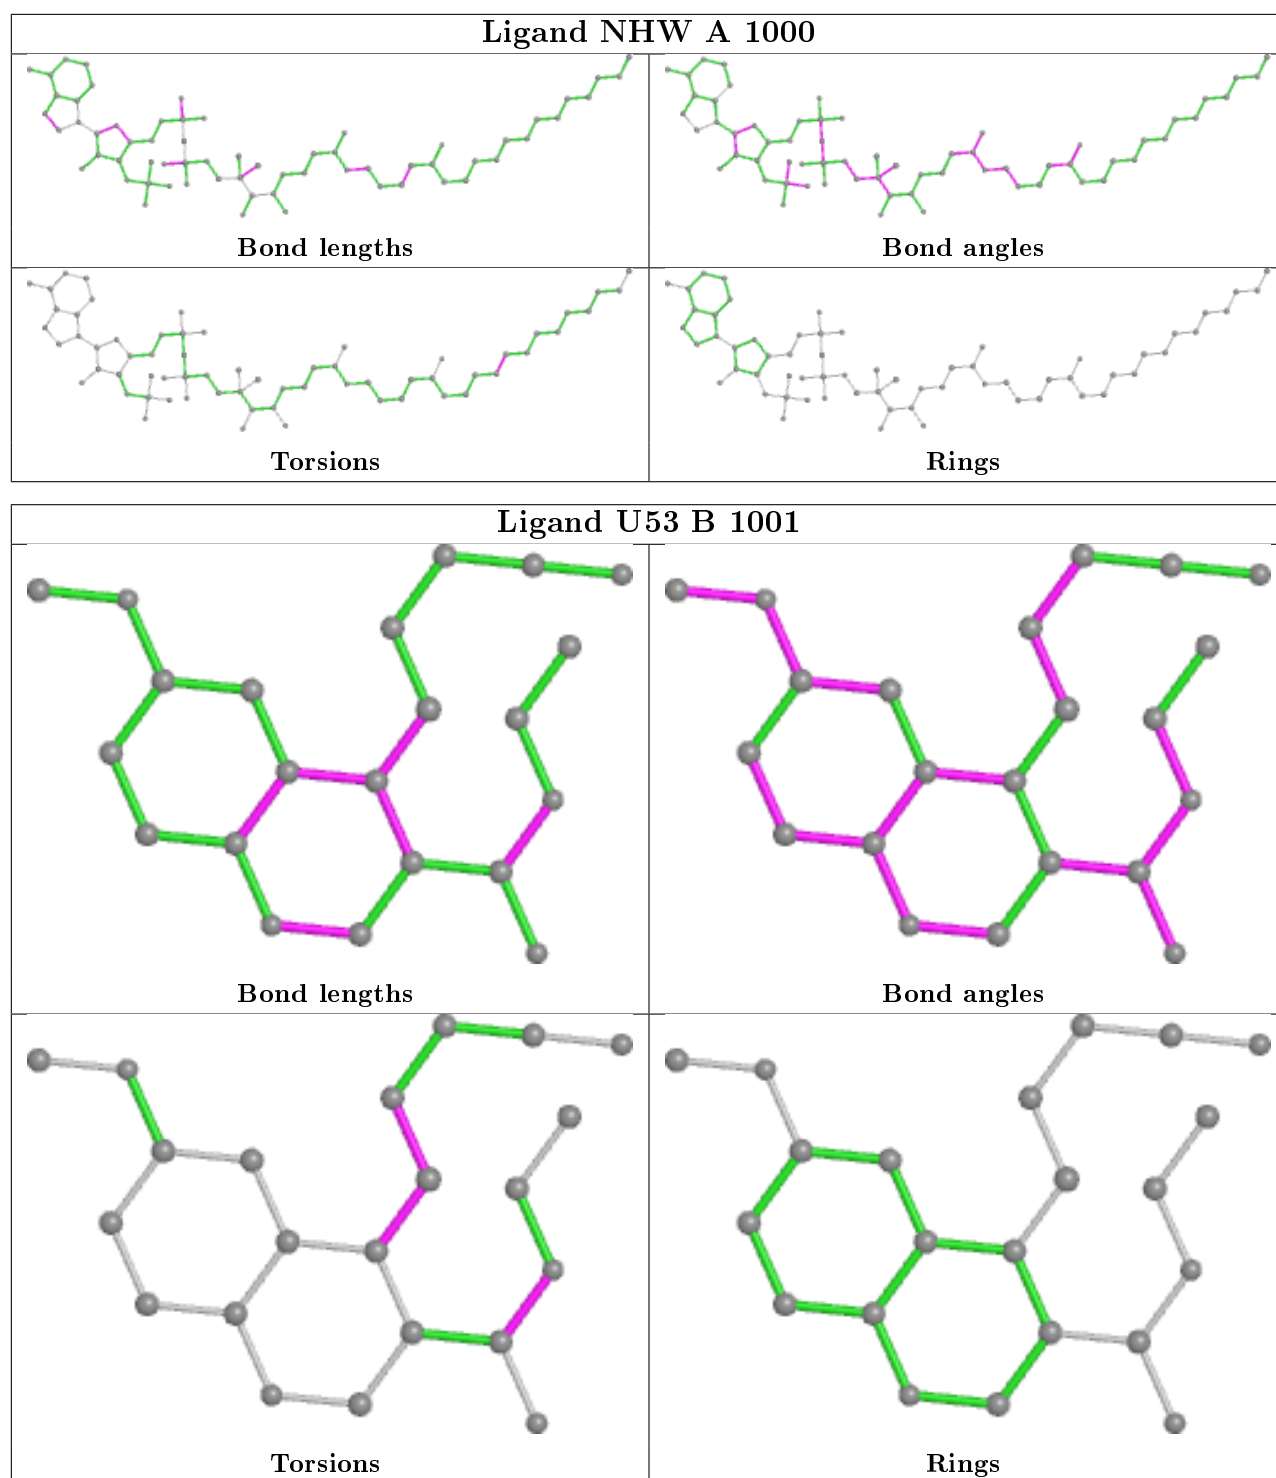 Ligand NHW A 1000
Bond lengths
Bond angles
Torsions
Rings
Ligand U53 B 1001
Bond lengths
Bond angles
Torsions
Rings